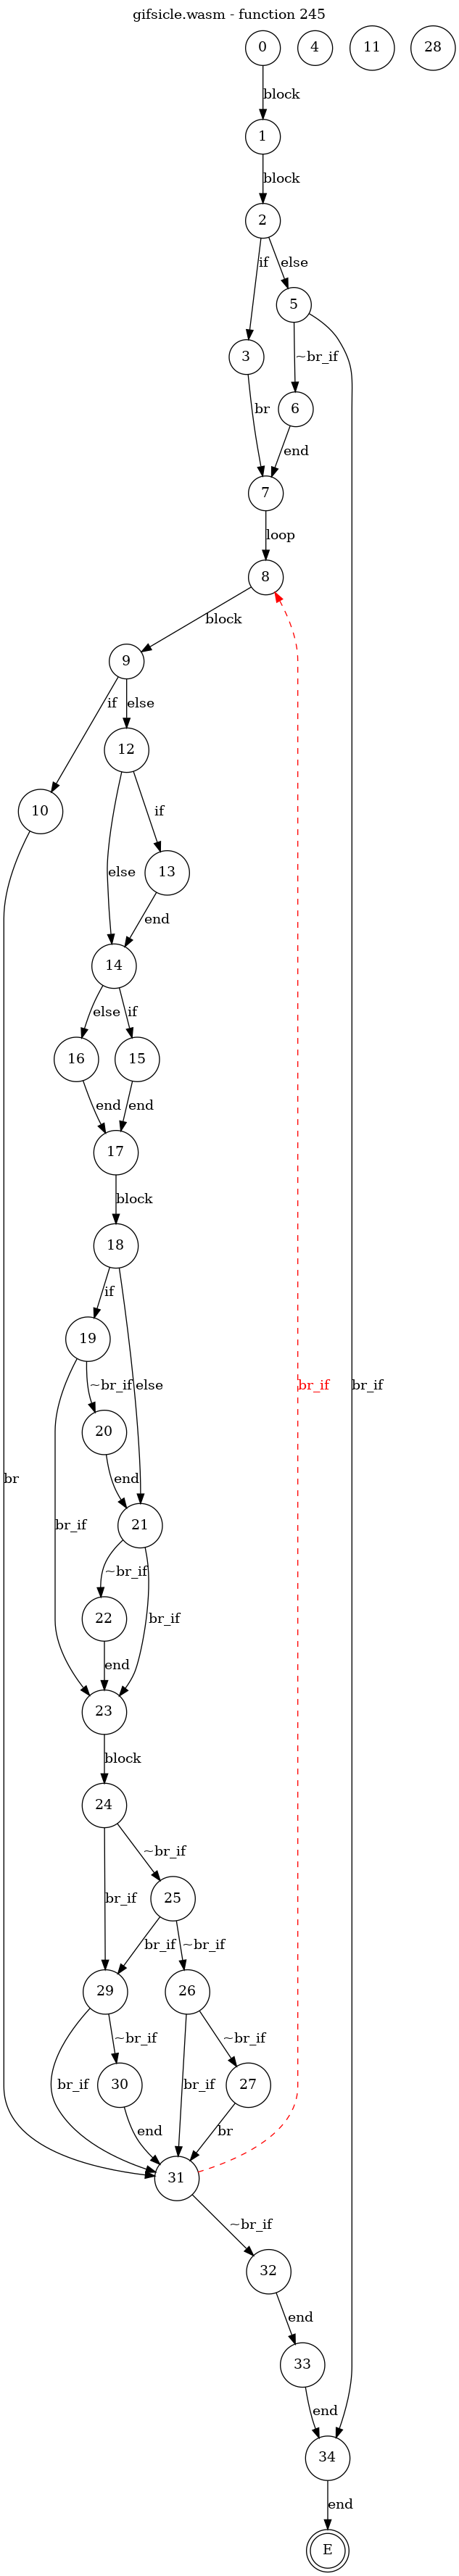 gifsicle.wasm - function 245
0 4 11 28
block
1
block
2
if else
5
3 ~br_if
6
br
end
7
loop
8
block
9
if else
12
10 if
else 13
end
14
else if
16 15
end end
17
block
18
if
19
~br_if else br_if br_if
20
br end
21
br_if
~br_if
22 br_if
end
23
block
24
~br_if
br_if 25
br_if ~br_if
29 26
~br_if ~br_if
br_if 30 br_if 27
end br
31
~br_if
32
end
33
end
34
end
E